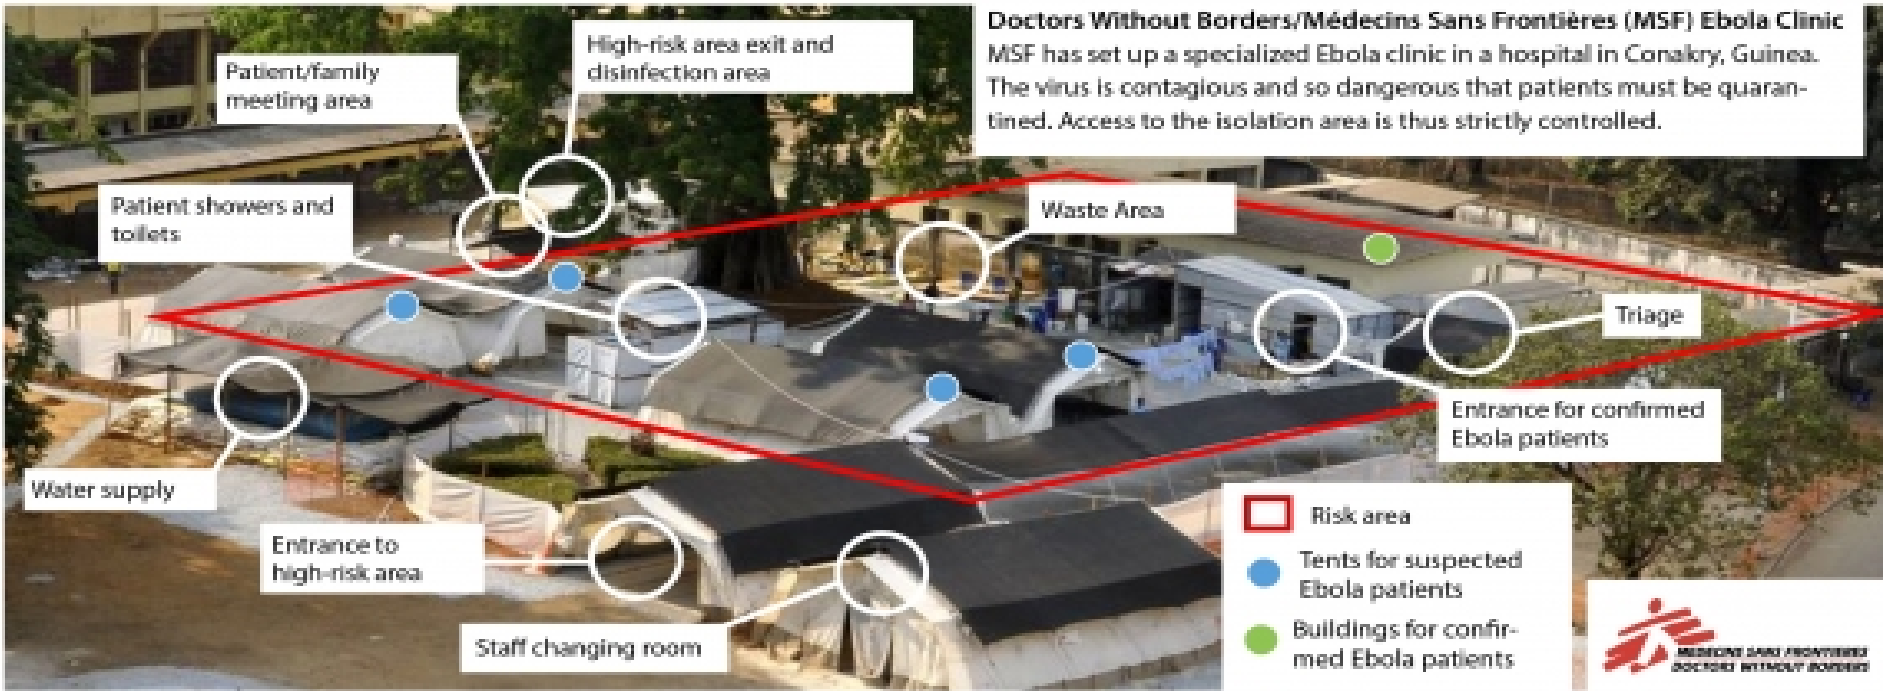 Doctors Without Borders/Médecins Sans Frontières (MSF) Ebola Clinic
MSF has set up a specialized Ebola clinic in a hospital in Conakry, Guinea.
The virus is contagious and so dangerous that patients must be quaran-
tined. Access to the isolation area is thus strictly controlled.
High-risk area exit and
disinfection area
Patient/family
meeting area
Patient showers and
toilets
Waste Area
Triage
Entrance for confirmed
Ebola patients
Water supply
Entrance to
high-risk area
Staff changing room
Risk area
Tents for suspected
Ebola patients
Buildings for confir-
med Ebola patients
MEDECINS SANS FRONTIERES
DOCTORS WITHOUT BORDERS